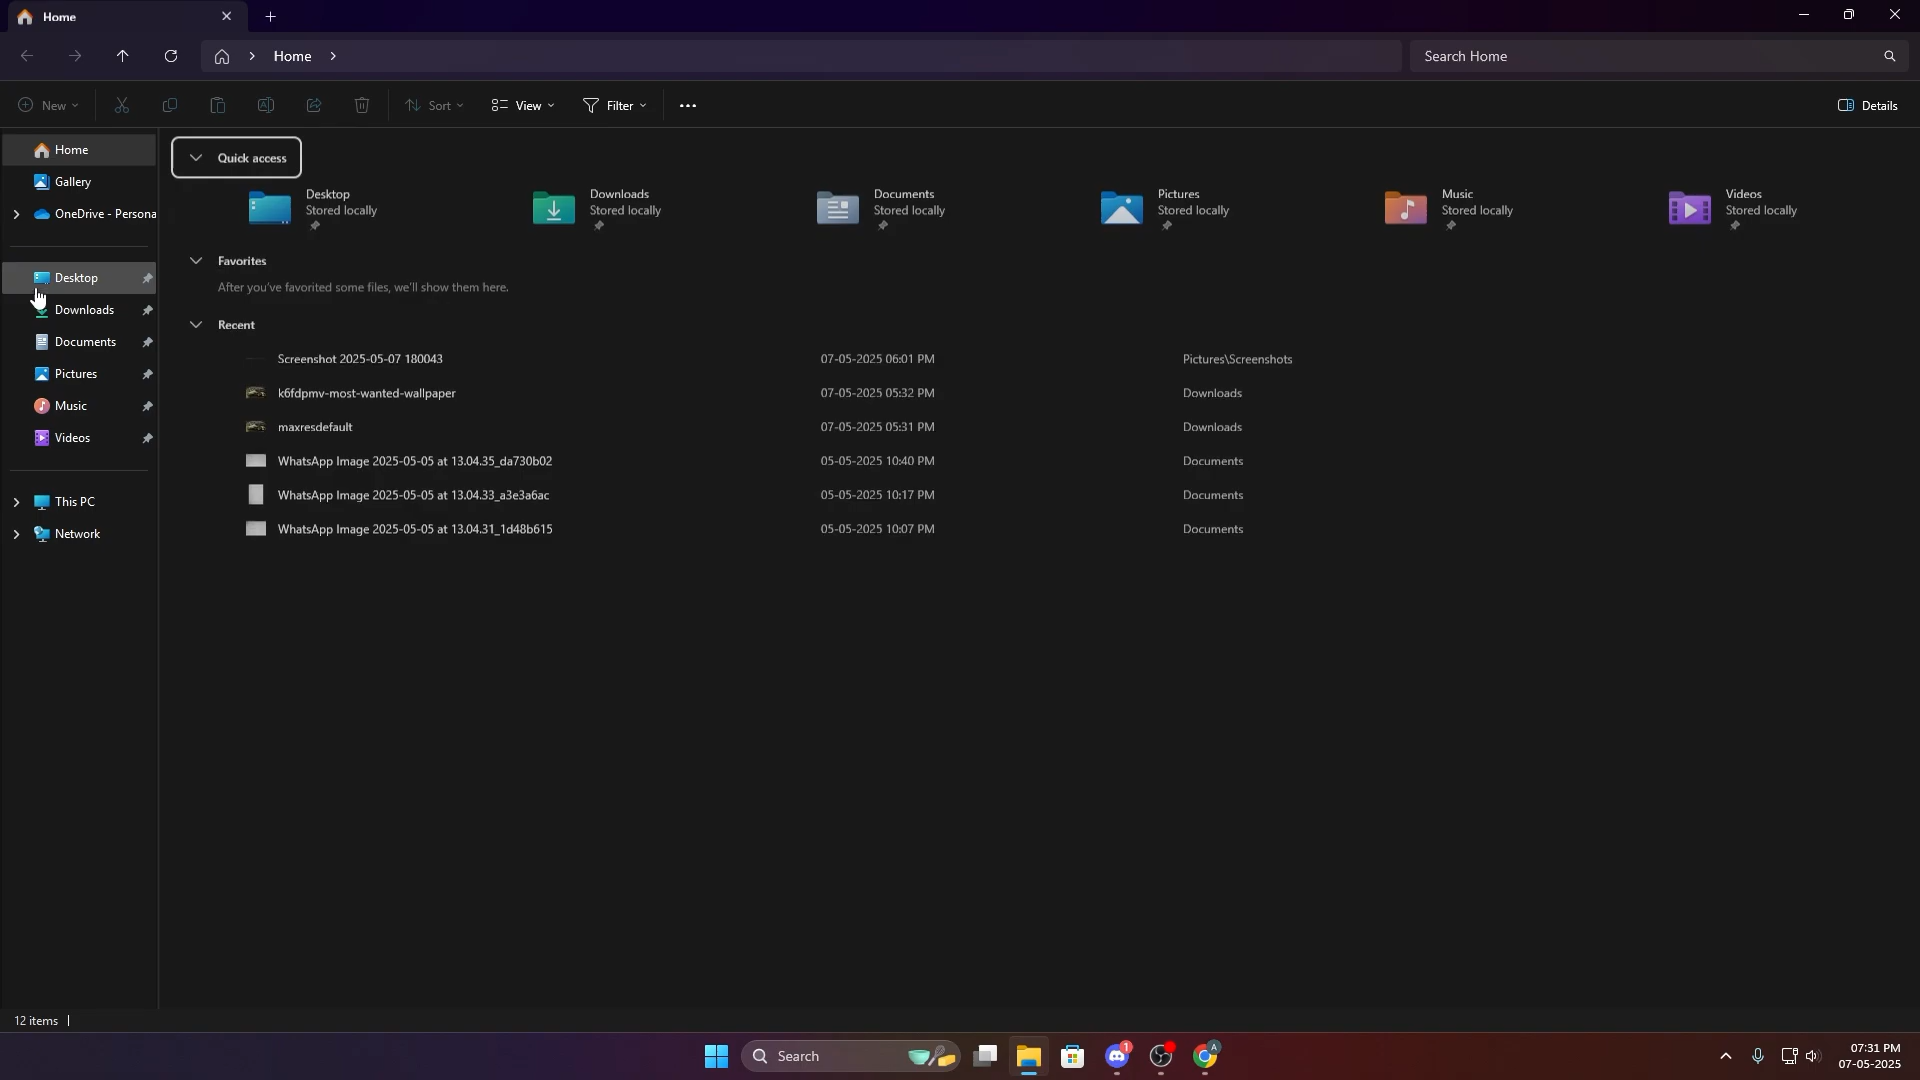 Home
Home
Search Home
New
Sort
View
Filter
Details
Home
Gallery
OneDrive - Persona
Desktop
Downloads
Documents
Pictures
Music
Videos
This PC
Network
Quick access
Desktop
Stored locally
Downloads
Stored locally
Documents
Stored locally
Pictures
Stored locally
Music
Stored locally
Videos
Stored locally
Favorites
After you've favorited some files, we'll show them here.
Recent
Screenshot 2025-05-07 180043 07-05-2025 06:01 PM Pictures\Screenshots
k6fdpmv-most-wanted-wallpaper 07-05-2025 05:32 PM Downloads
maxresdefault 07-05-2025 05:31 PM Downloads
WhatsApp Image 2025-05-05 at 13.04.35_da730b02 05-05-2025 10:40 PM Documents
WhatsApp Image 2025-05-05 at 13.04.33_a3e3a6ac 05-05-2025 10:17 PM Documents
WhatsApp Image 2025-05-05 at 13.04.31_1d48b615 05-05-2025 10:07 PM Documents
12 items
Search
1
A
07:31 PM
07-05-2025